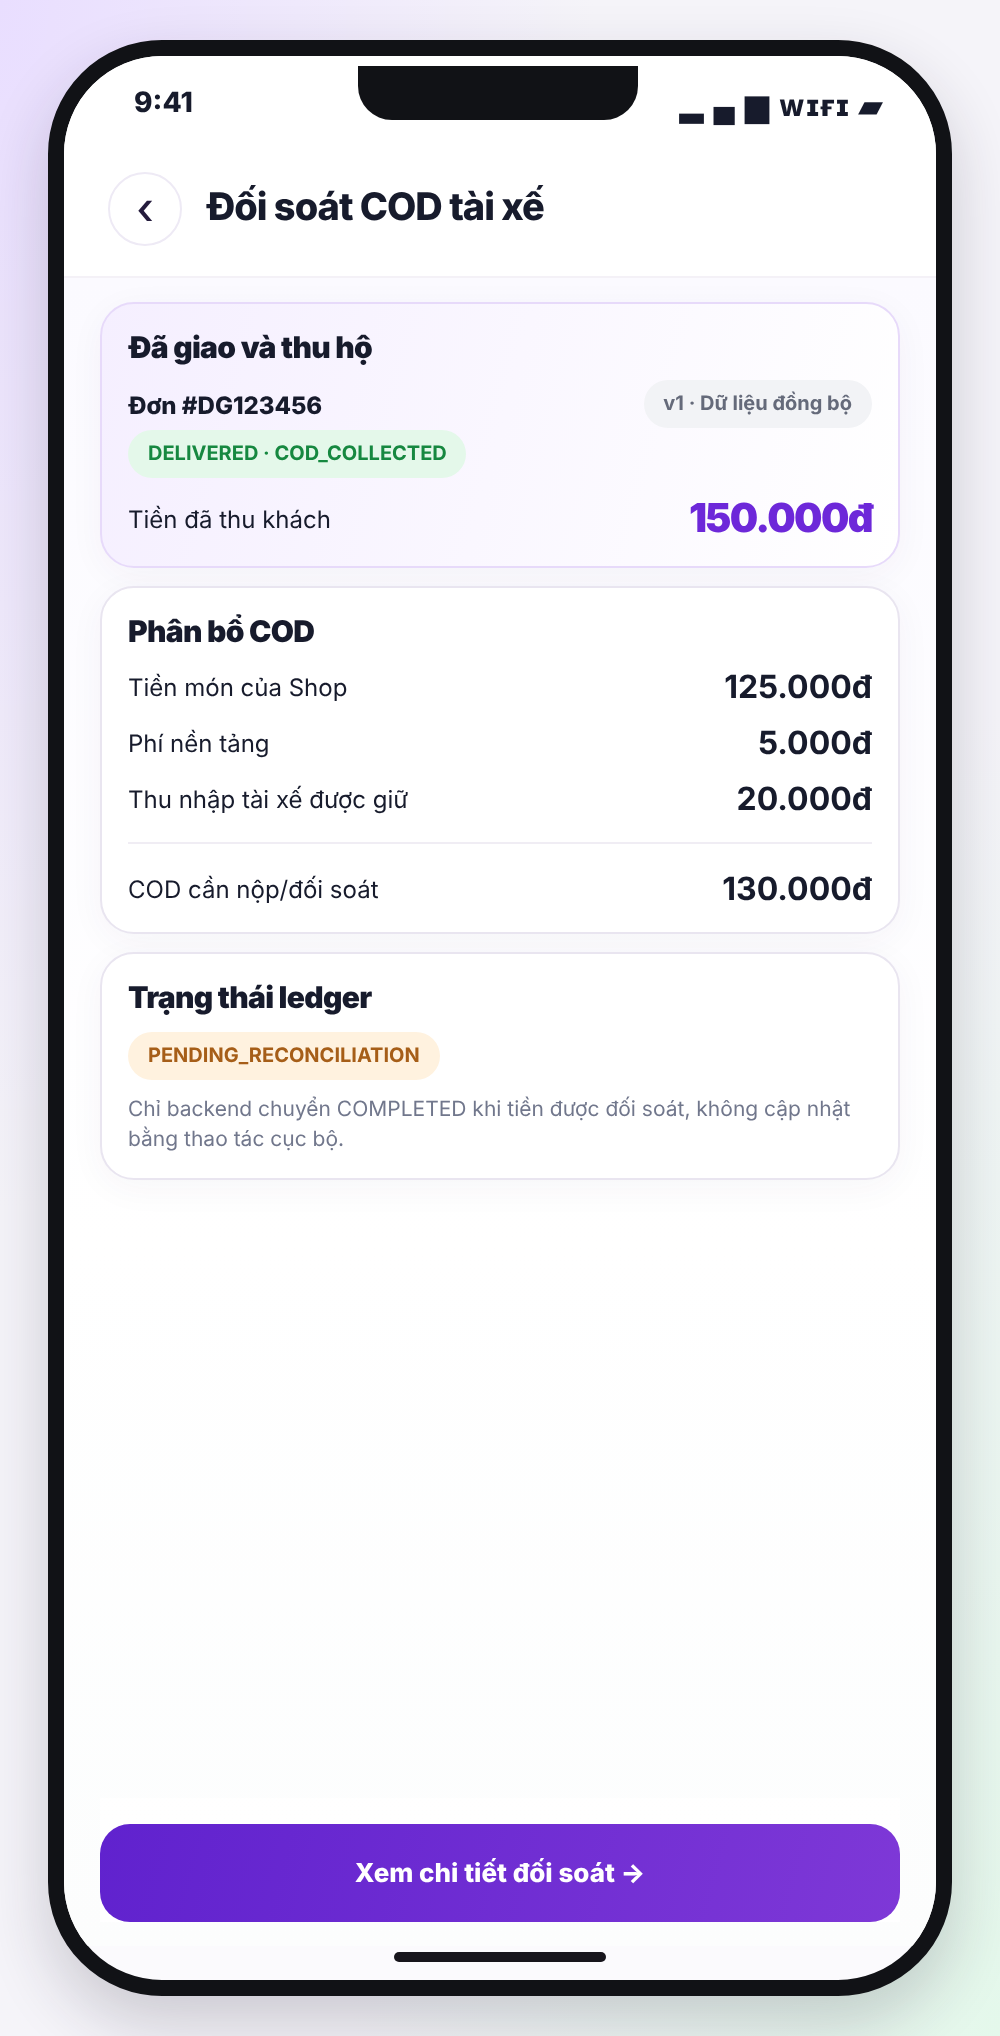 9:41
WIFI
Đối soát COD tài xế
Đã giao và thu hộ
Đơn #DG123456
v1 · Dữ liệu đồng bộ
DELIVERED · COD_COLLECTED
Tiền đã thu khách 150.000đ
Phân bổ COD
Tiền món của Shop 125.000đ
Phí nền tảng 5.000đ
Thu nhập tài xế được giữ 20.000đ
COD cần nộp/đối soát 130.000đ
Trạng thái ledger
PENDING_RECONCILIATION
Chỉ backend chuyển COMPLETED khi tiền được đối soát, không cập nhật
bằng thao tác cục bộ.
Xem chi tiết đối soát →